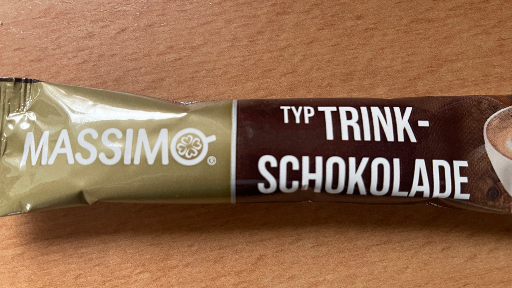 MASSIMO®
TYP TRINK-
SCHOKOLADE